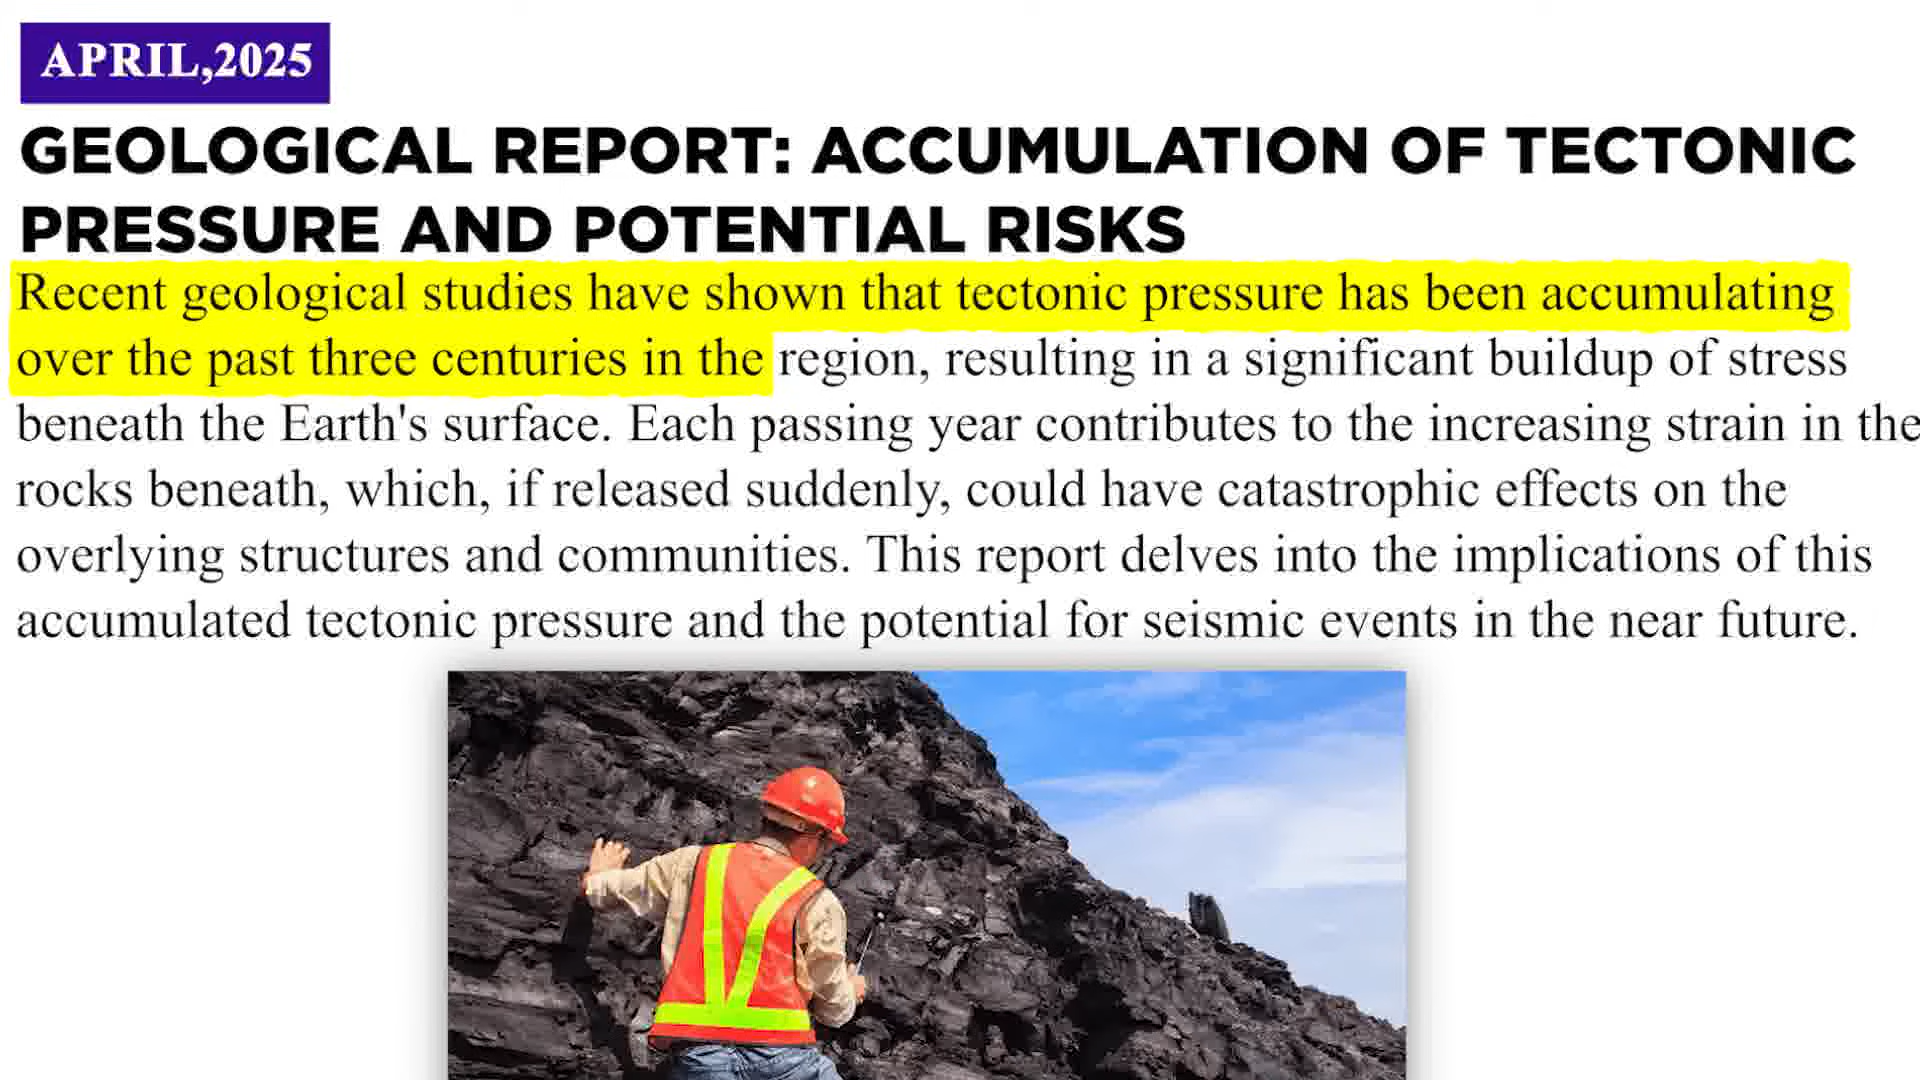 APRIL,2025
GEOLOGICAL REPORT: ACCUMULATION OF TECTONIC
PRESSURE AND POTENTIAL RISKS
Recent geological studies have shown that tectonic pressure has been accumulating
over the past three centuries in the region, resulting in a significant buildup of stress
beneath the Earth's surface. Each passing year contributes to the increasing strain in the
rocks beneath, which, if released suddenly, could have catastrophic effects on the
overlying structures and communities. This report delves into the implications of this
accumulated tectonic pressure and the potential for seismic events in the near future.